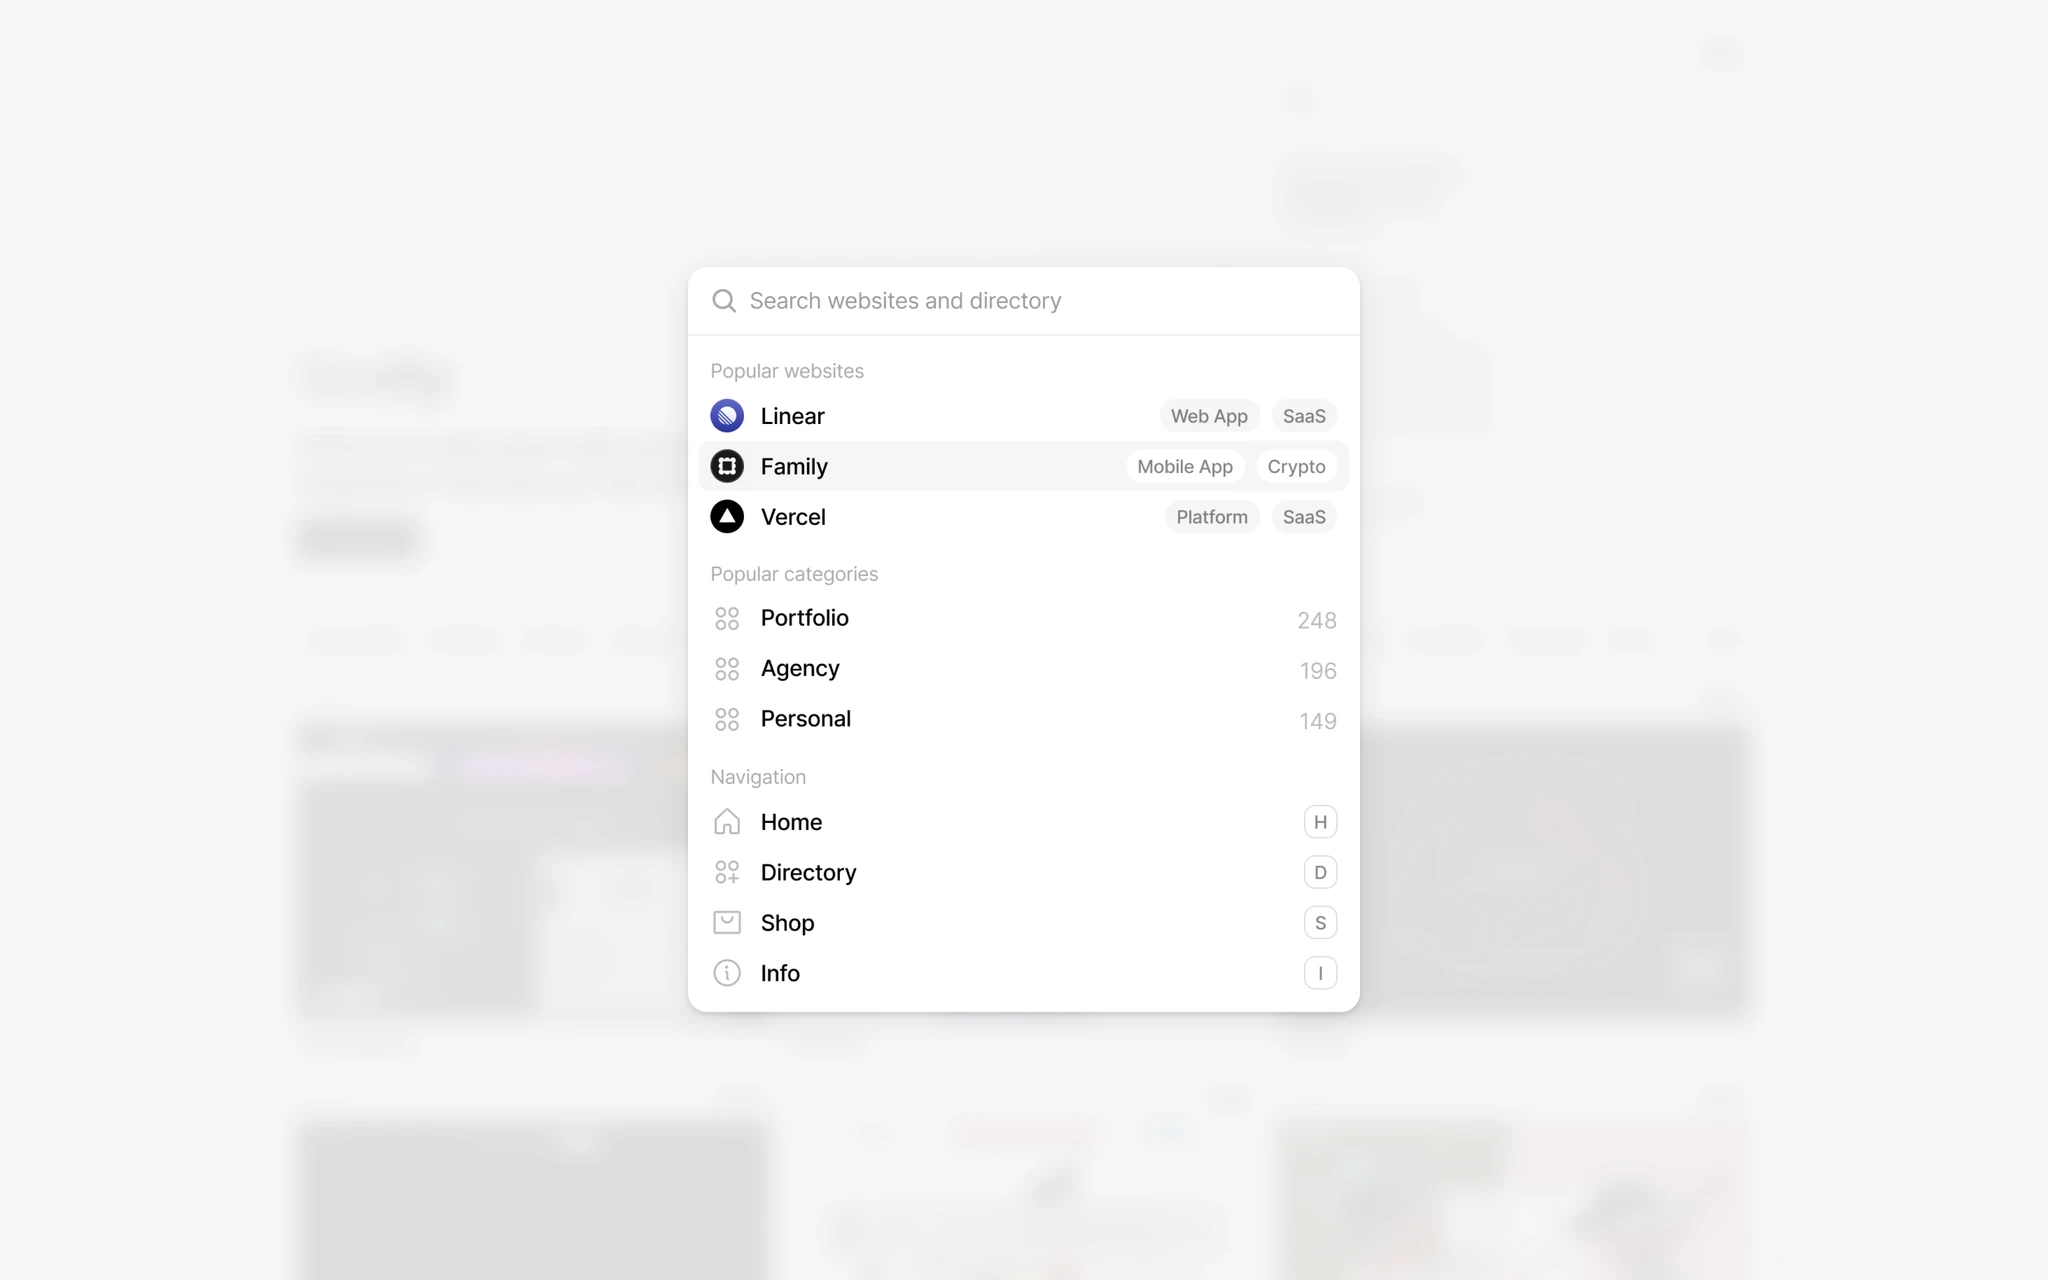 Search websites and directory
Popular websites
Linear Web App SaaS
Family Mobile App Crypto
Vercel Platform SaaS
Popular categories
Portfolio 248
Agency 196
Personal 149
Navigation
Home H
Directory D
Shop S
Info I